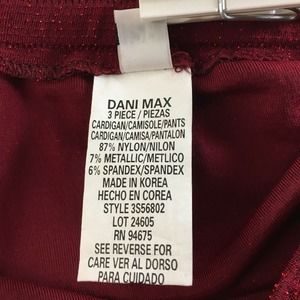 DANI MAX
3 PIECE / PIEZAS
CARDIGAN/CAMISOLE/PANTS
CARDIGAN/CAMISA/PANTALON
87% NYLON/NILON
7% METALLIC/METLICO
6% SPANDEX/SPANDEX
MADE IN KOREA
HECHO EN COREA
STYLE 3S56802
LOT 24605
RN 94675
SEE REVERSE FOR
CARE VER AL DORSO
PARA CUIDADO